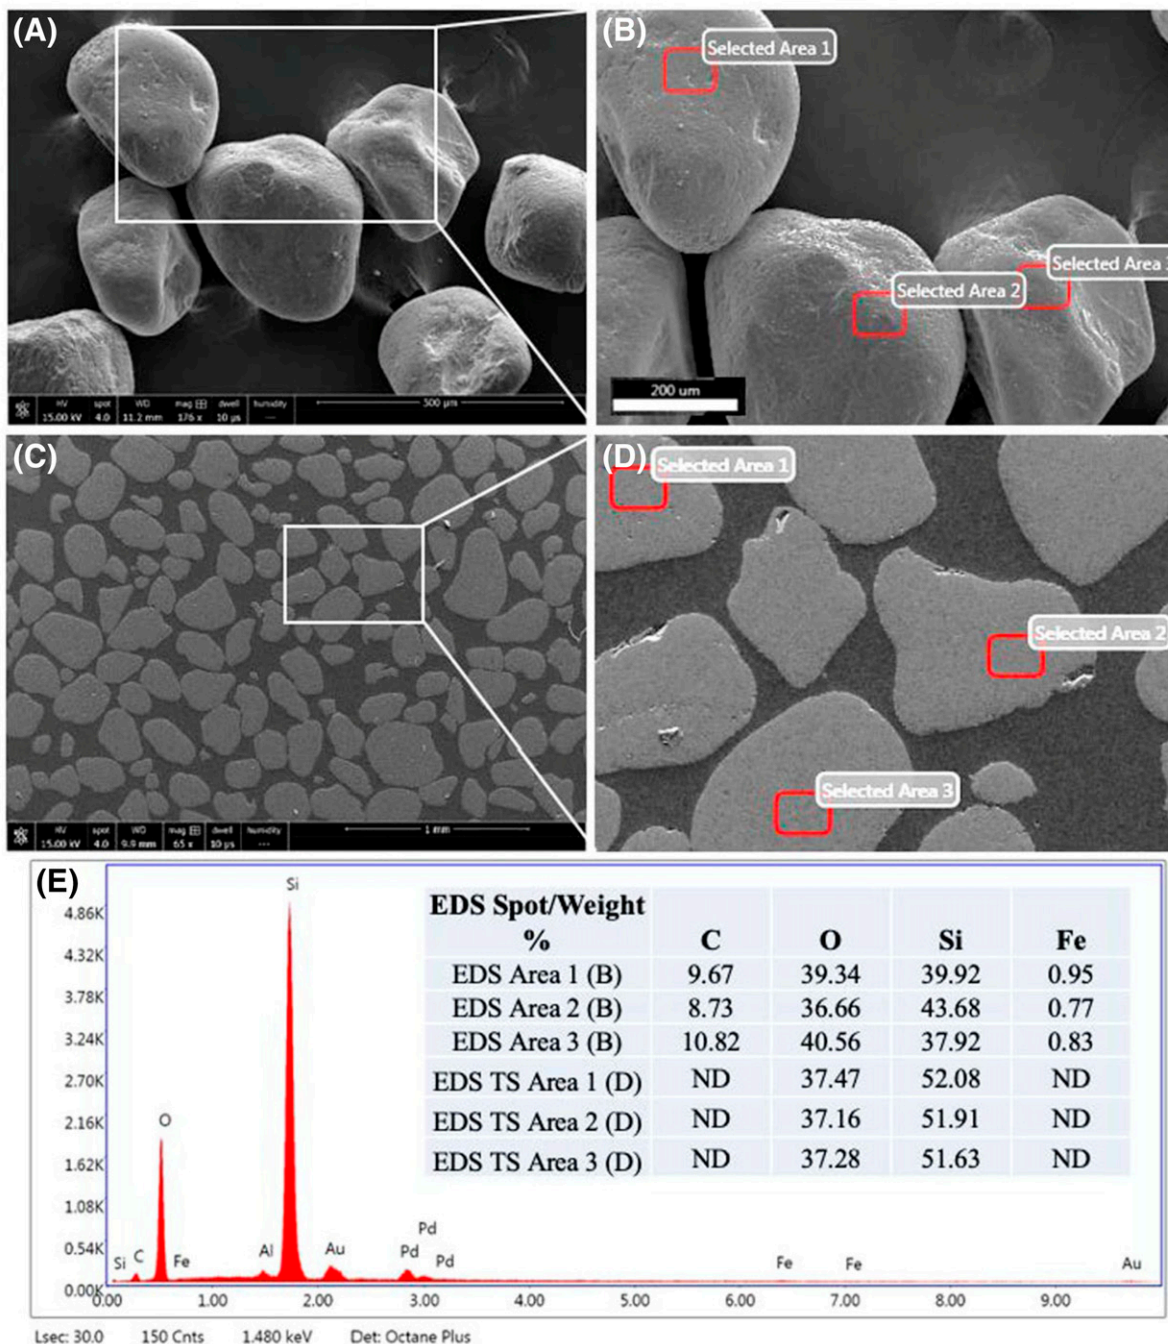 (A)
HV spot WD mag dwell humidity
15.00 kV 4.0 11.2 mm 176 x 10 µs --- 500 µm
(B)
Selected Area 1
Selected Area 2
Selected Area
200 um
(C)
HV spot WD mag dwell humidity
15.00 kV 4.0 9.9 mm 65 x 10 µs --- 1 mm
(D)
Selected Area 1
Selected Area 2
Selected Area 3
(E)
EDS Spot/Weight % C O Si Fe
EDS Area 1 (B) 9.67 39.34 39.92 0.95
EDS Area 2 (B) 8.73 36.66 43.68 0.77
EDS Area 3 (B) 10.82 40.56 37.92 0.83
EDS TS Area 1 (D) ND 37.47 52.08 ND
EDS TS Area 2 (D) ND 37.16 51.91 ND
EDS TS Area 3 (D) ND 37.28 51.63 ND
4.86K
4.32K
3.78K
3.24K
2.70K
2.16K
1.62K
1.08K
0.54K
0.00K
Si
O
Si C Fe Al Au Pd Pd Pd Fe Fe Au
0.00 1.00 2.00 3.00 4.00 5.00 6.00 7.00 8.00 9.00
Lsec: 30.0 150 Cnts 1.480 keV Det: Octane Plus